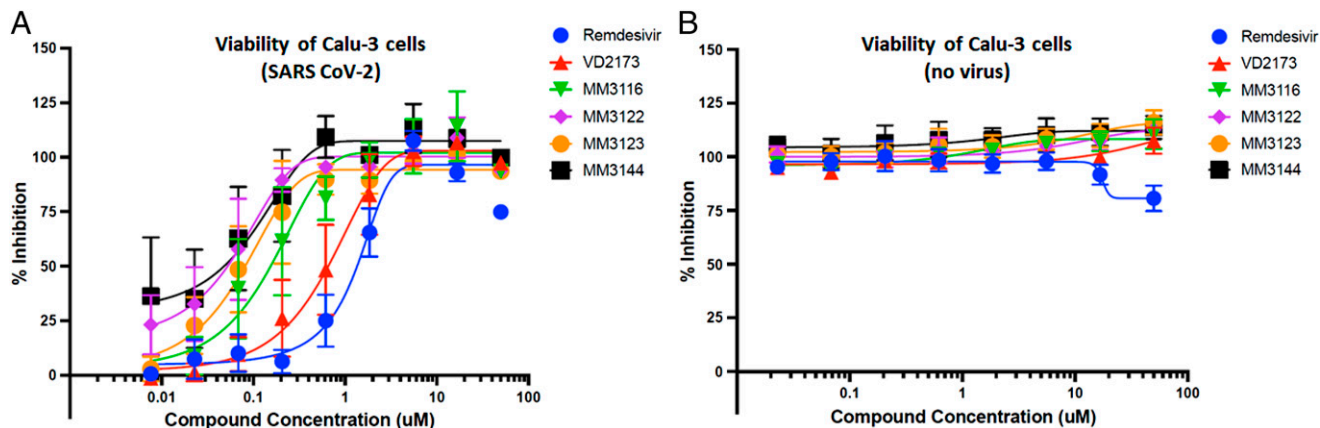 A
Viability of Calu-3 cells
(SARS CoV-2)
% Inhibition
150
125
100
75
50
25
0
0.01
0.1
1
10
100
Compound Concentration (uM)
Remdesivir
VD2173
MM3116
MM3122
MM3123
MM3144
B
Viability of Calu-3 cells
(no virus)
% Inhibition
150
125
100
75
50
25
0
0.1
1
10
100
Compound Concentration (uM)
Remdesivir
VD2173
MM3116
MM3122
MM3123
MM3144